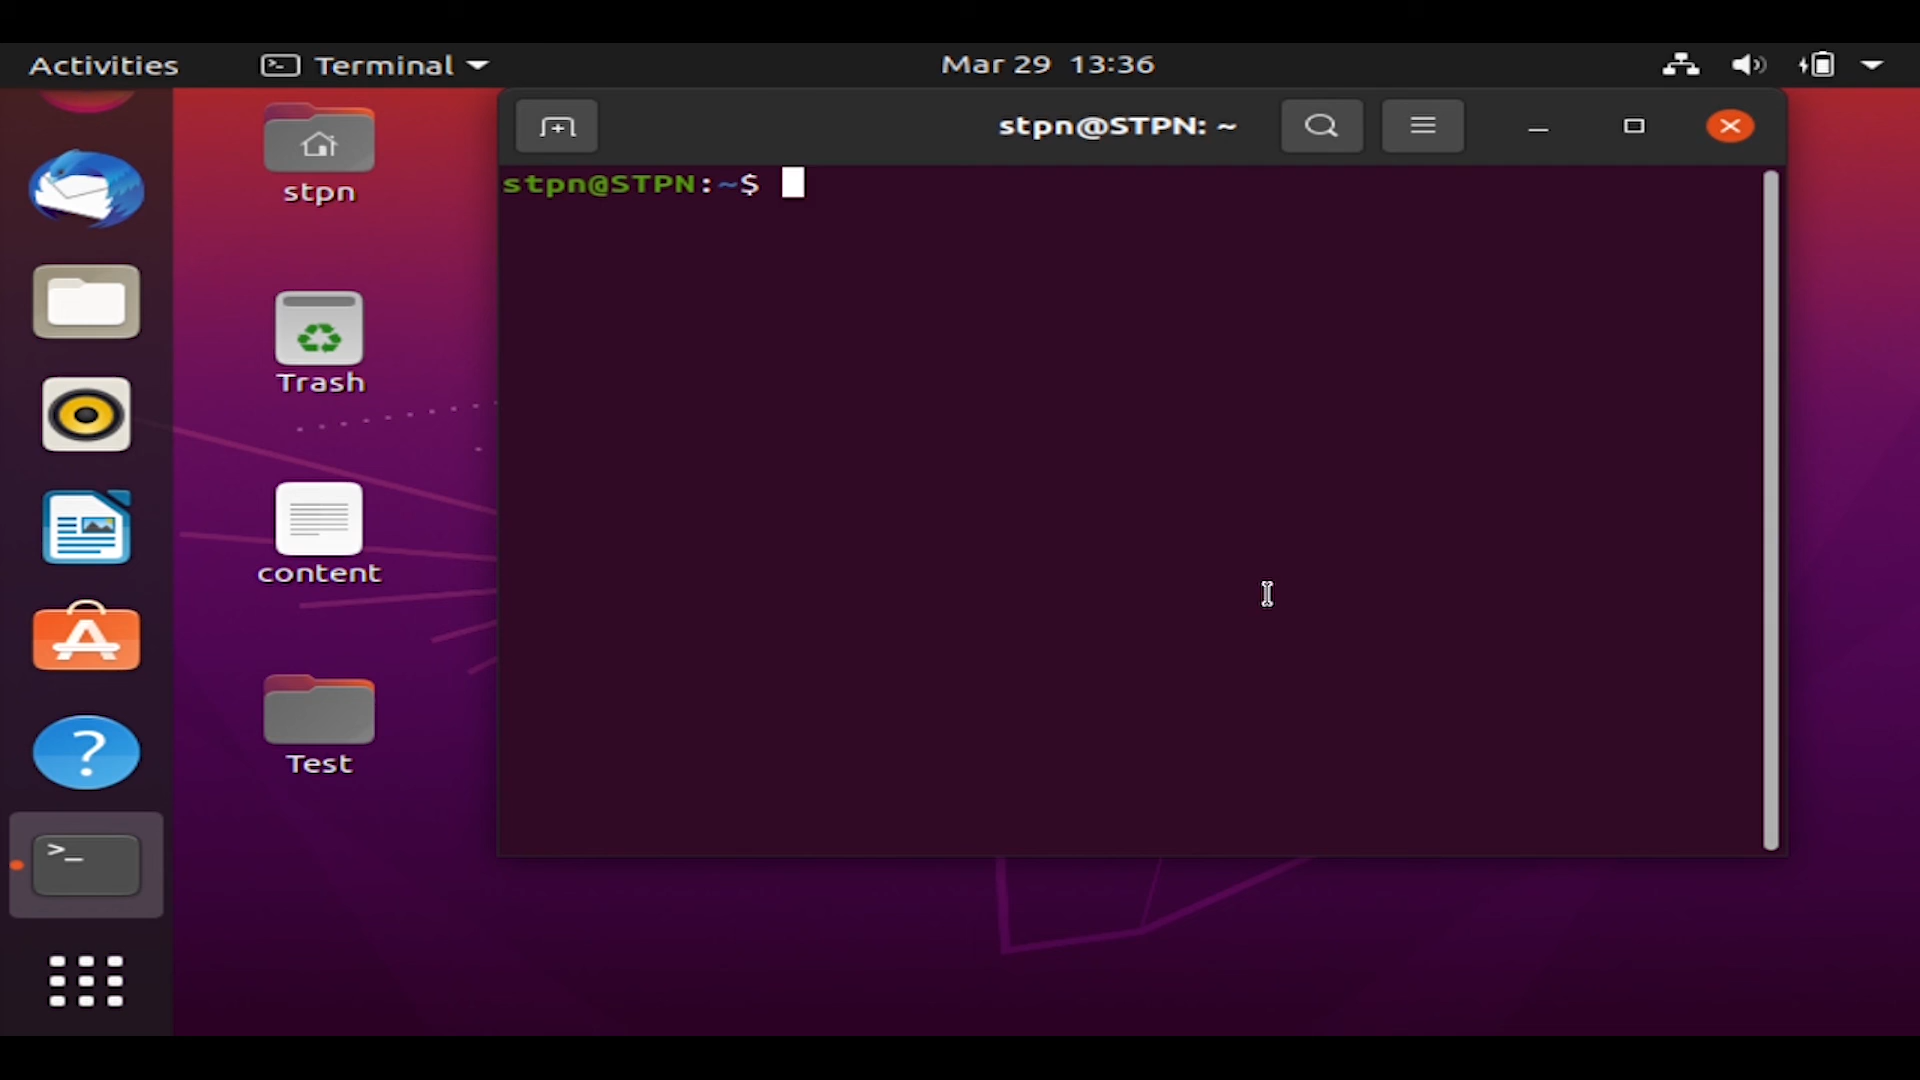 Activities
Terminal
Mar 29 13:36
stpn@STPN: ~
stpn@STPN:~$
stpn
Trash
content
Test